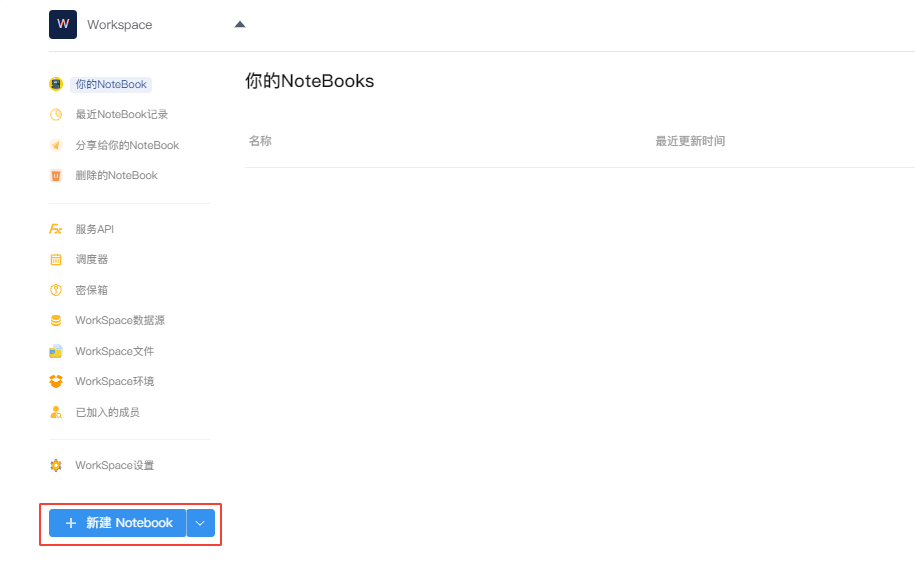 W Workspace
你的NoteBook
最近NoteBook记录
分享给你的NoteBook
删除的NoteBook
服务API
调度器
密保箱
WorkSpace数据源
WorkSpace文件
WorkSpace环境
已加入的成员
WorkSpace设置
新建 Notebook
你的NoteBooks
名称 最近更新时间